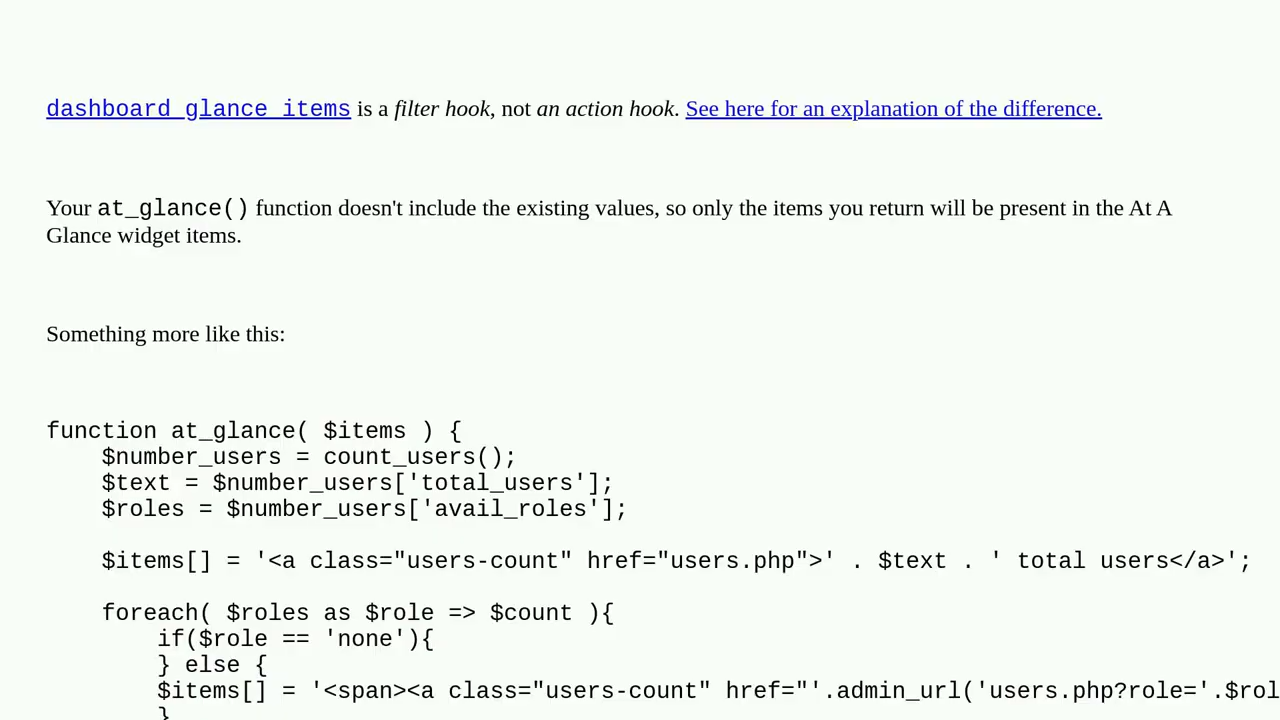 dashboard_glance_items is a filter hook, not an action hook. See here for an explanation of the difference.
Your at_glance() function doesn't include the existing values, so only the items you return will be present in the At A
Glance widget items.
Something more like this:
function at_glance( $items ) {
    $number_users = count_users();
    $text = $number_users['total_users'];
    $roles = $number_users['avail_roles'];
    $items[] = '<a class="users-count" href="users.php">' . $text . ' total users</a>';
    foreach( $roles as $role => $count ){
        if($role == 'none'){
        } else {
        $items[] = '<span><a class="users-count" href="'.admin_url('users.php?role='.$rol
        }